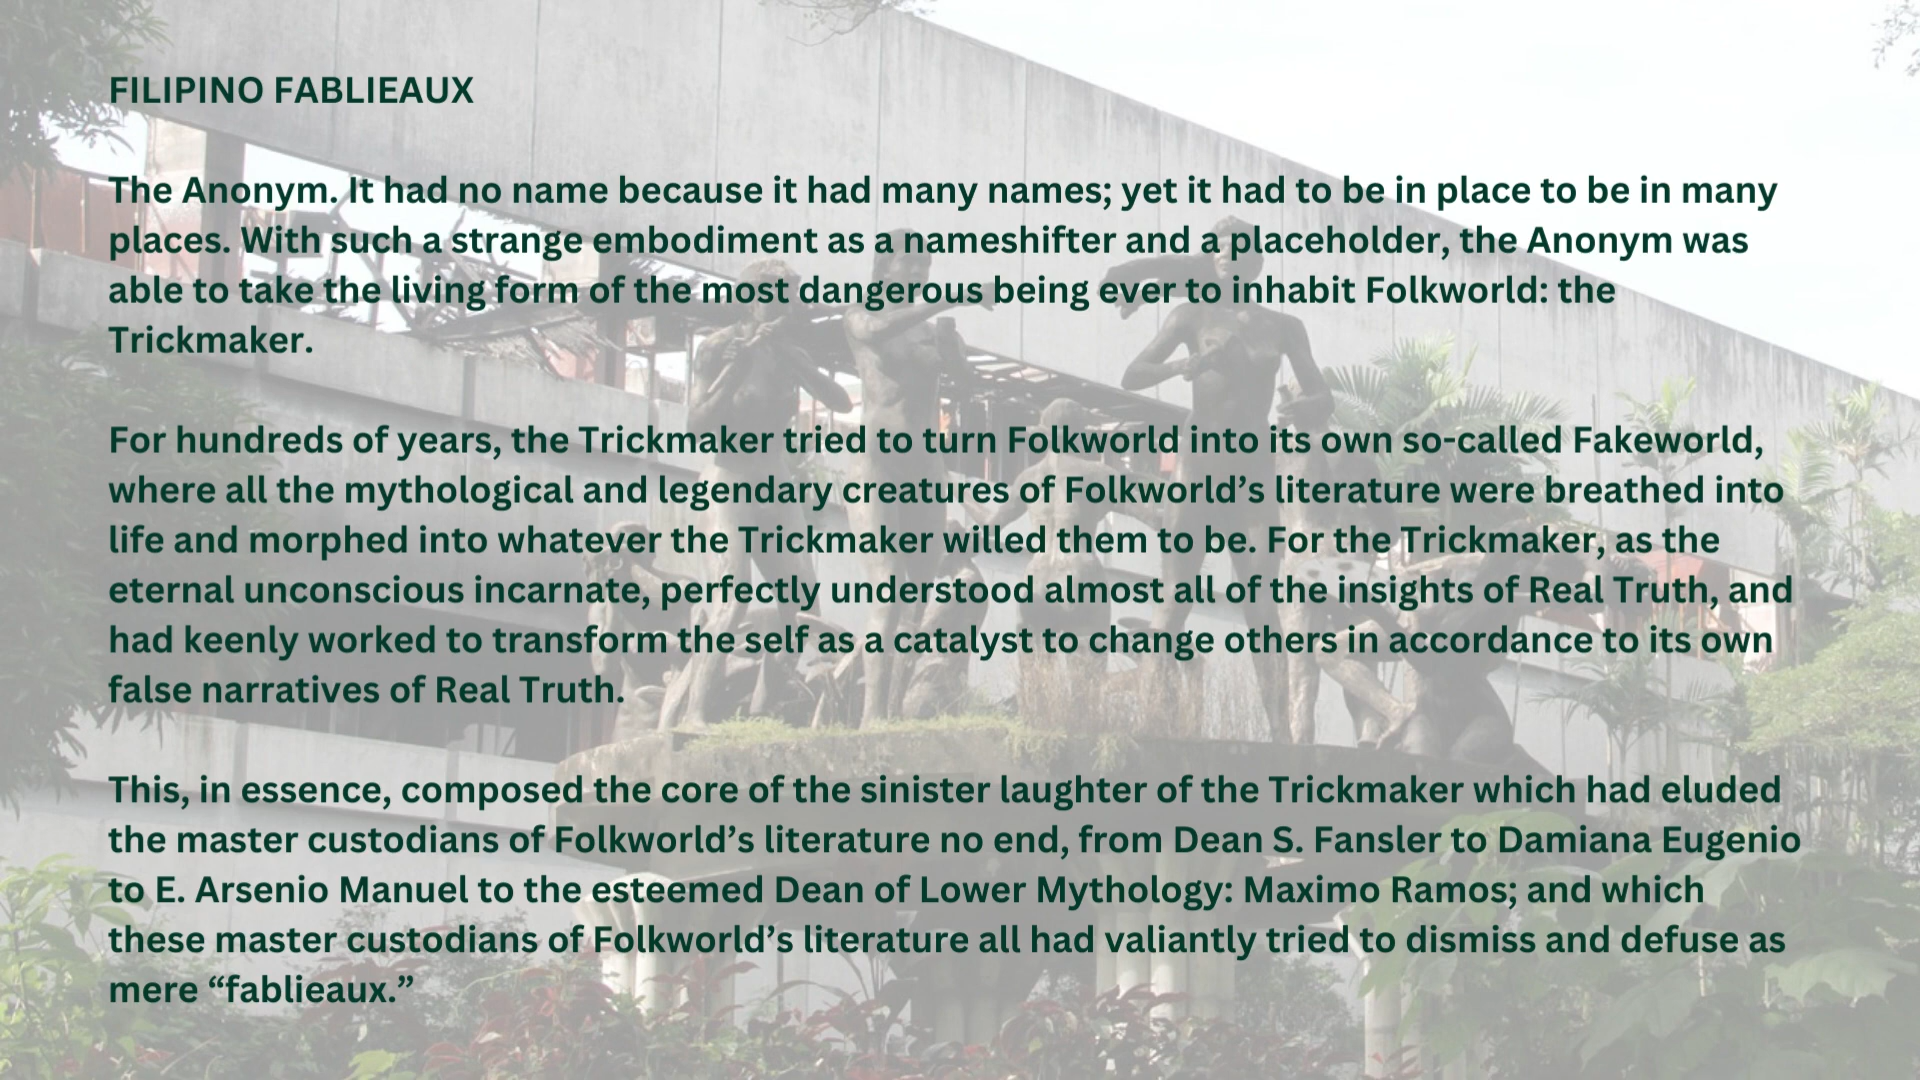 FILIPINO FABLIEAUX
The Anonym. It had no name because it had many names; yet it had to be in place to be in many
places. With such a strange embodiment as a nameshifter and a placeholder, the Anonym was
able to take the living form of the most dangerous being ever to inhabit Folkworld: the
Trickmaker.
For hundreds of years, the Trickmaker tried to turn Folkworld into its own so-called Fakeworld,
where all the mythological and legendary creatures of Folkworld’s literature were breathed into
life and morphed into whatever the Trickmaker willed them to be. For the Trickmaker, as the
eternal unconscious incarnate, perfectly understood almost all of the insights of Real Truth, and
had keenly worked to transform the self as a catalyst to change others in accordance to its own
false narratives of Real Truth.
This, in essence, composed the core of the sinister laughter of the Trickmaker which had eluded
the master custodians of Folkworld’s literature no end, from Dean S. Fansler to Damiana Eugenio
to E. Arsenio Manuel to the esteemed Dean of Lower Mythology: Maximo Ramos; and which
these master custodians of Folkworld’s literature all had valiantly tried to dismiss and defuse as
mere “fablieaux.”